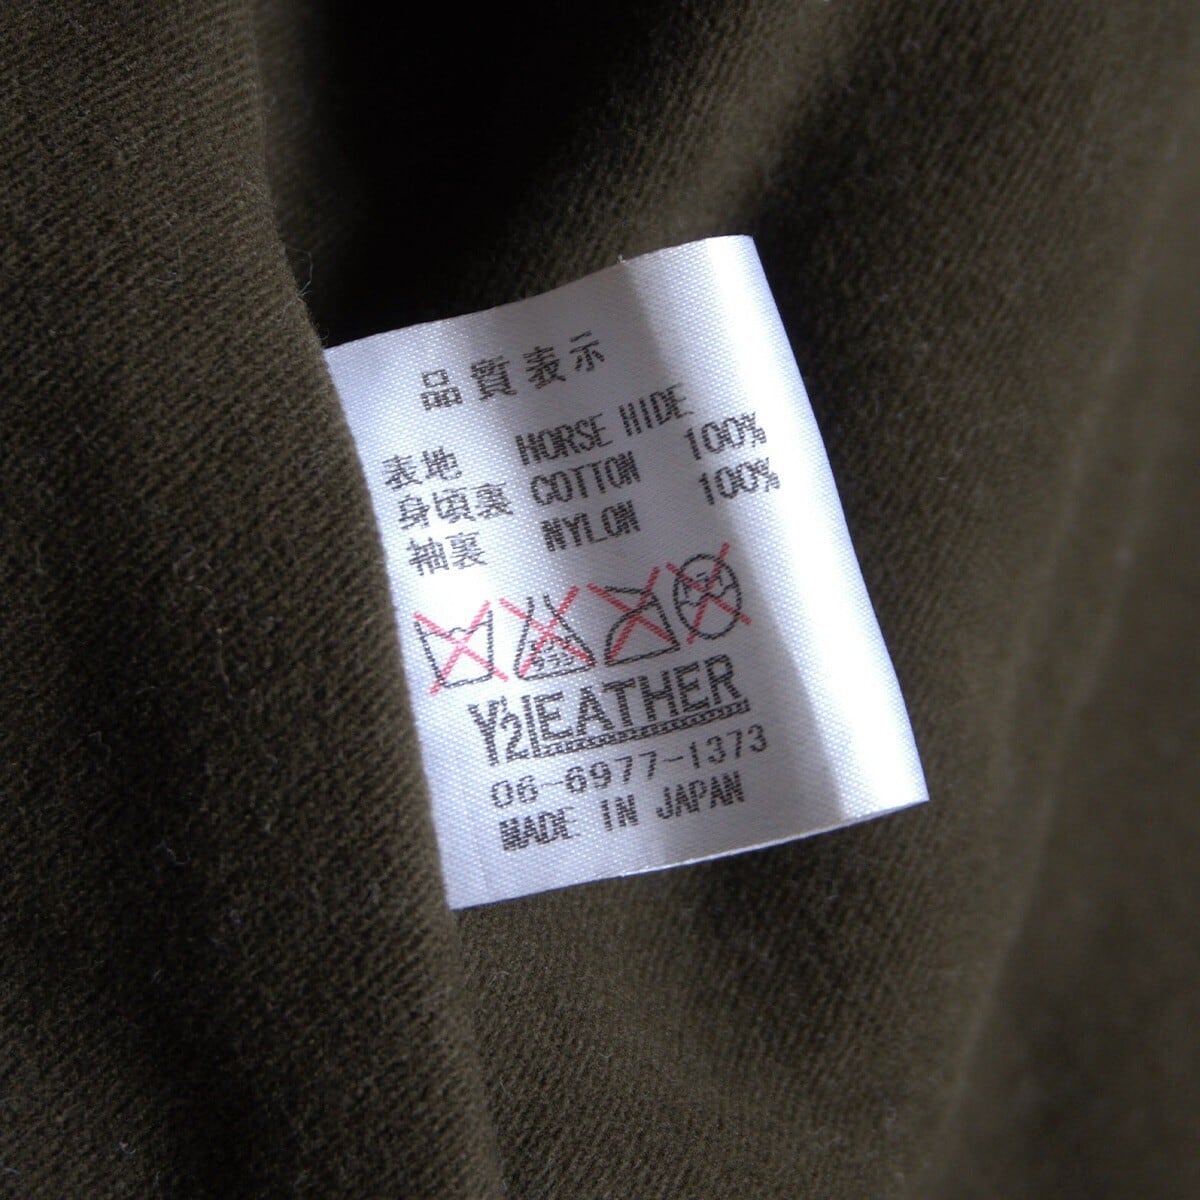 品質表示
表地 HORSE HIDE
身頃裏 COTTON 100%
袖裏 NYLON 100%
Y'2 LEATHER
06-6977-1373
MADE IN JAPAN